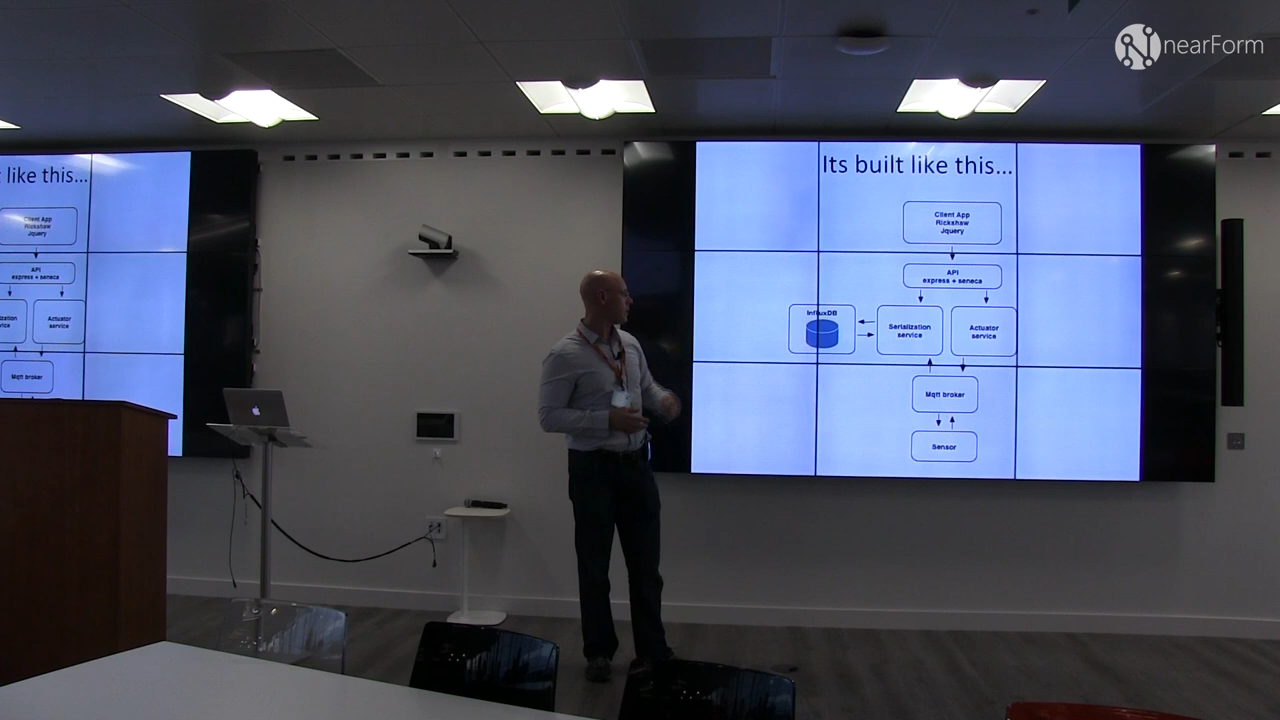 nearForm
like this...
Client App
Rickshaw
Jquery
API
express + seneca
Actuator
service
Mqtt broker
Its built like this...
Client App
Rickshaw
Jquery
API
express + seneca
InfluxDB
Serialization
service
Actuator
service
Mqtt broker
Sensor